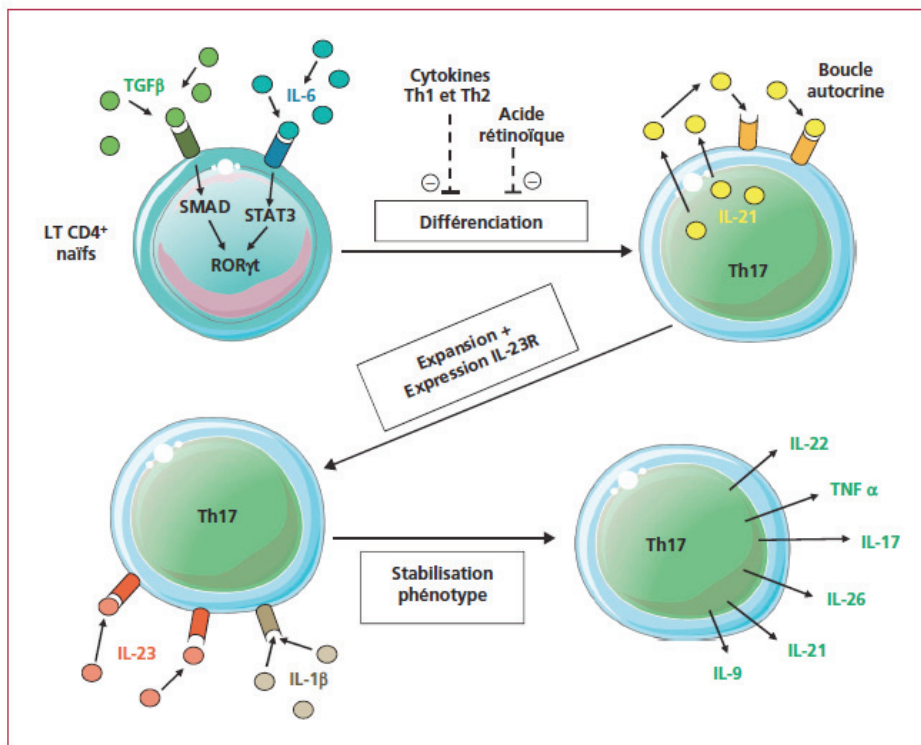 TGFβ
IL-6
SMAD
STAT3
RORγt
LT CD4+
naïfs
Cytokines
Th1 et Th2
Acide
rétinoïque
−
−
Différenciation
Boucle
autocrine
IL-21
Th17
Expansion +
Expression IL-23R
Th17
IL-23
IL-1β
Stabilisation
phénotype
Th17
IL-22
TNF α
IL-17
IL-26
IL-21
IL-9